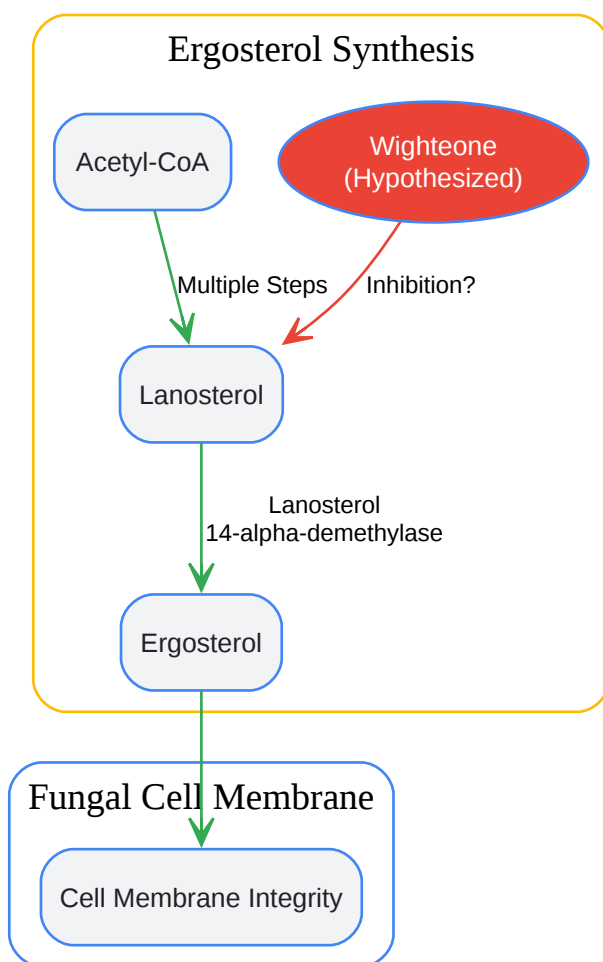 Ergosterol Synthesis
Acetyl-CoA
Wighteone
(Hypothesized)
Multiple Steps
Inhibition?
Lanosterol
Lanosterol
14-alpha-demethylase
Ergosterol
Fungal Cell Membrane
Cell Membrane Integrity